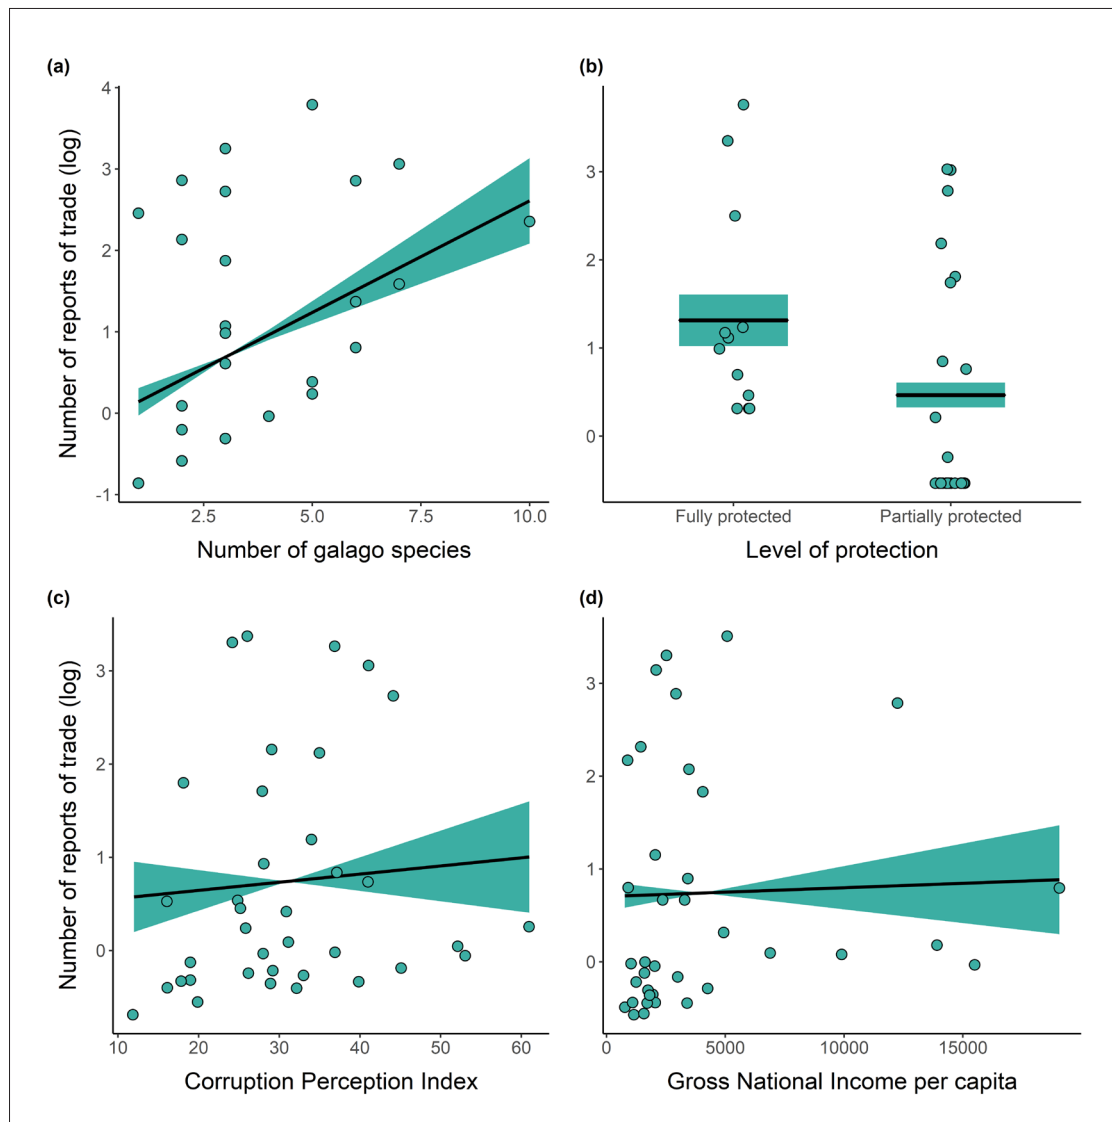 (a)
Number of reports of trade (log)
4
3
2
1
0
-1
2.5 5.0 7.5 10.0
Number of galago species
(b)
3
2
1
0
Fully protected Partially protected
Level of protection
(c)
Number of reports of trade (log)
3
2
1
0
10 20 30 40 50 60
Corruption Perception Index
(d)
3
2
1
0
0 5000 10000 15000
Gross National Income per capita